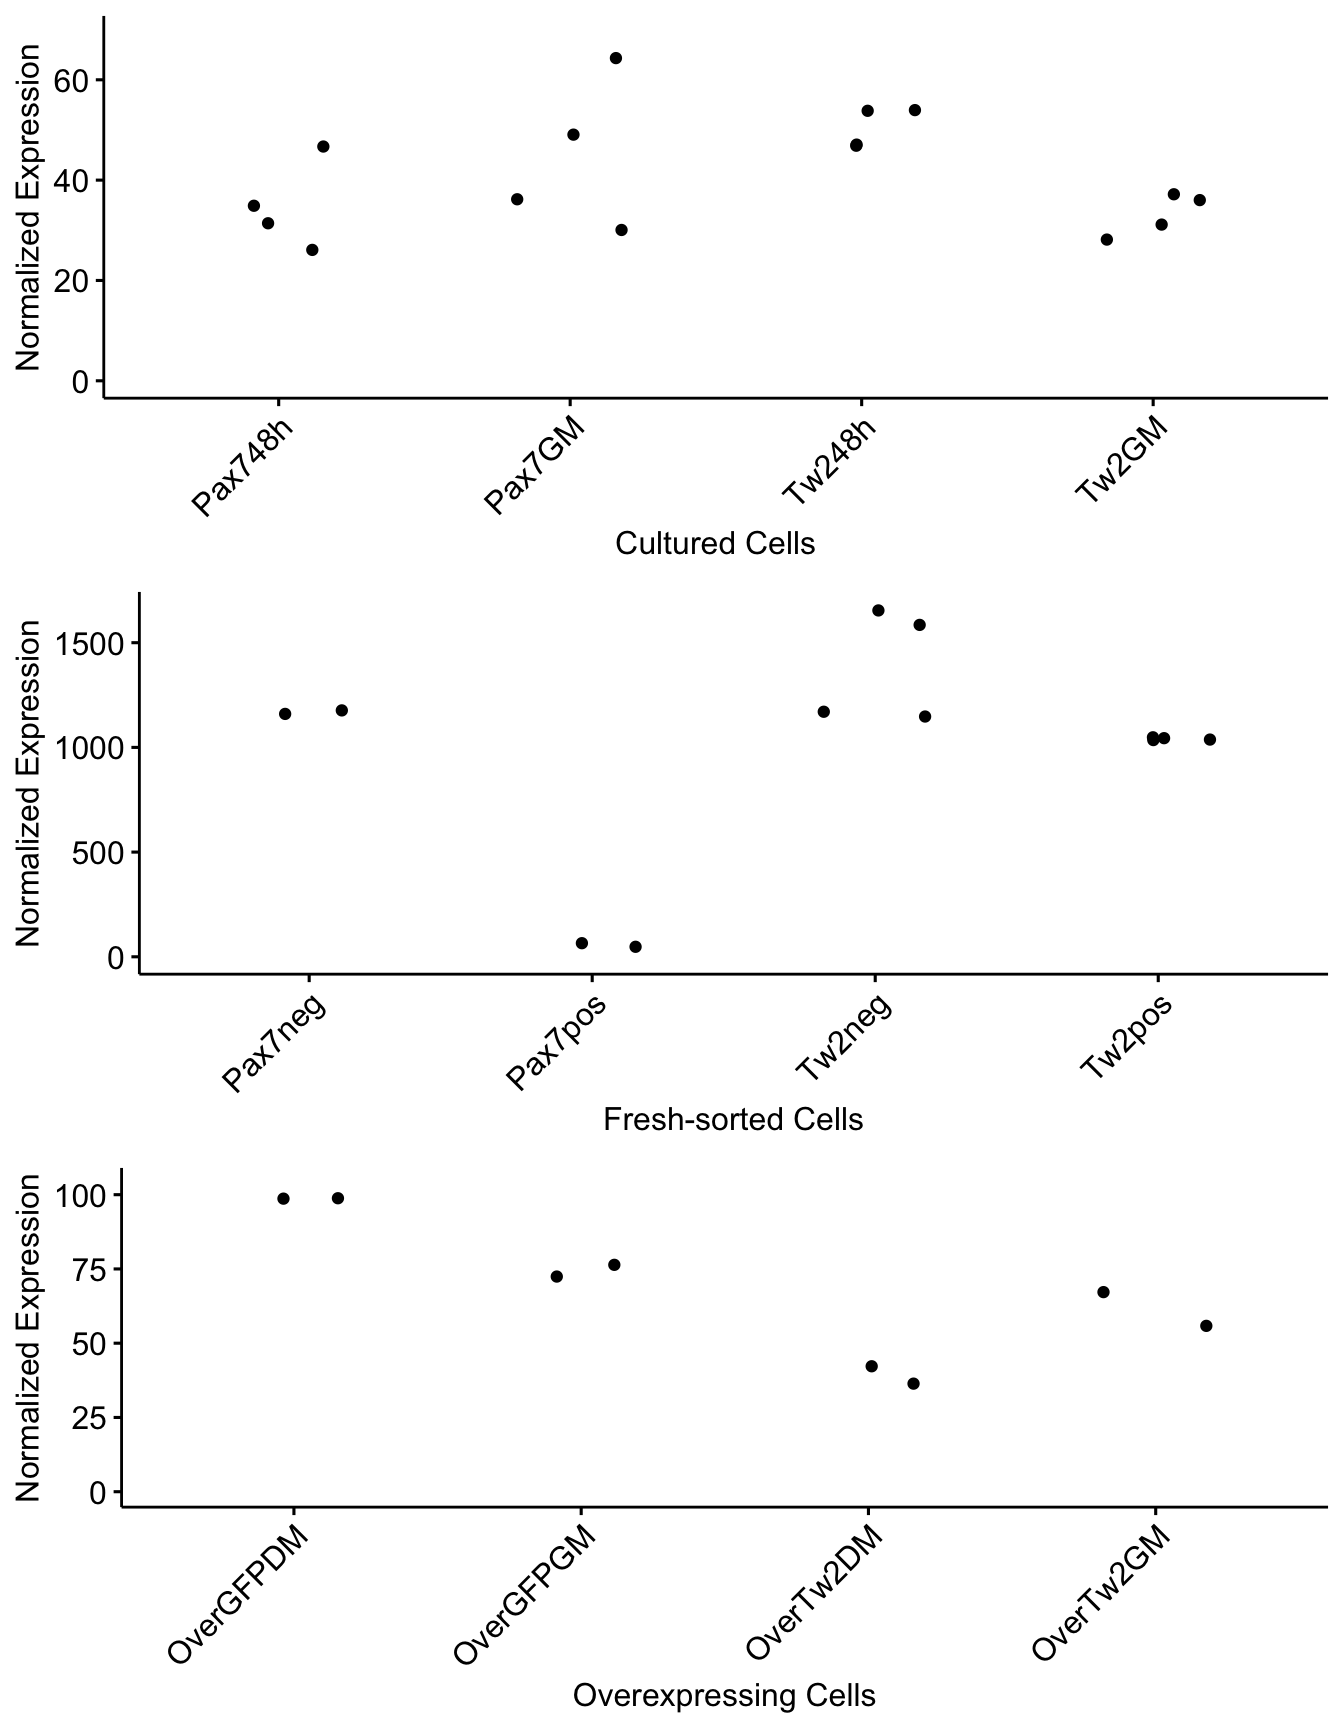 Normalized Expression
60
40
20
0
Pax748h
Pax7GM
Tw248h
Tw2GM
Cultured Cells
Normalized Expression
1500
1000
500
0
Pax7neg
Pax7pos
Tw2neg
Tw2pos
Fresh-sorted Cells
Normalized Expression
100
75
50
25
0
OverGFPDM
OverGFPGM
OverTw2DM
OverTw2GM
Overexpressing Cells